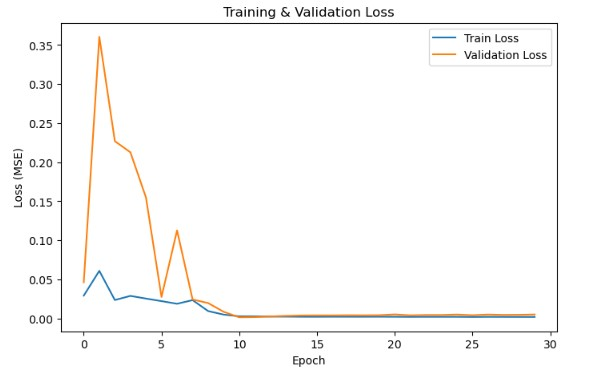 Training & Validation Loss
Train Loss
Validation Loss
Loss (MSE)
0.35
0.30
0.25
0.20
0.15
0.10
0.05
0.00
0 5 10 15 20 25 30
Epoch